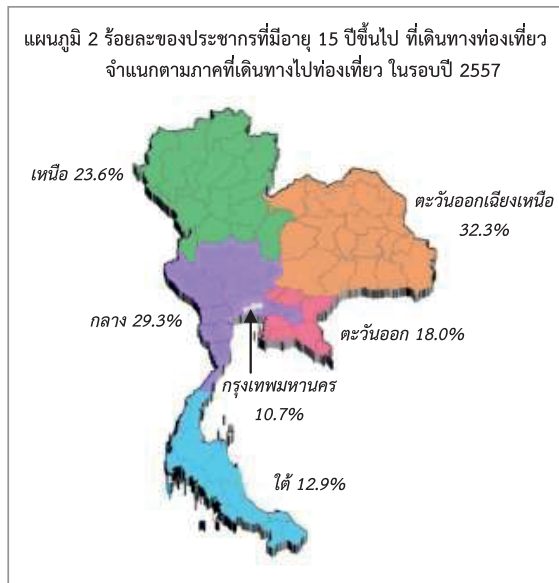 แผนภูมิ 2 ร้อยละของประชากรที่มีอายุ 15 ปีขึ้นไป ที่เดินทางท่องเที่ยว
จำแนกตามภาคที่เดินทางไปท่องเที่ยว ในรอบปี 2557
เหนือ 23.6%
ตะวันออกเฉียงเหนือ
32.3%
กลาง 29.3%
ตะวันออก 18.0%
กรุงเทพมหานคร
10.7%
ใต้ 12.9%